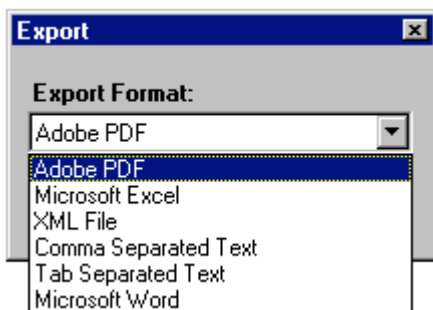 Export
Export Format:
Adobe PDF
Adobe PDF
Microsoft Excel
XML File
Comma Separated Text
Tab Separated Text
Microsoft Word